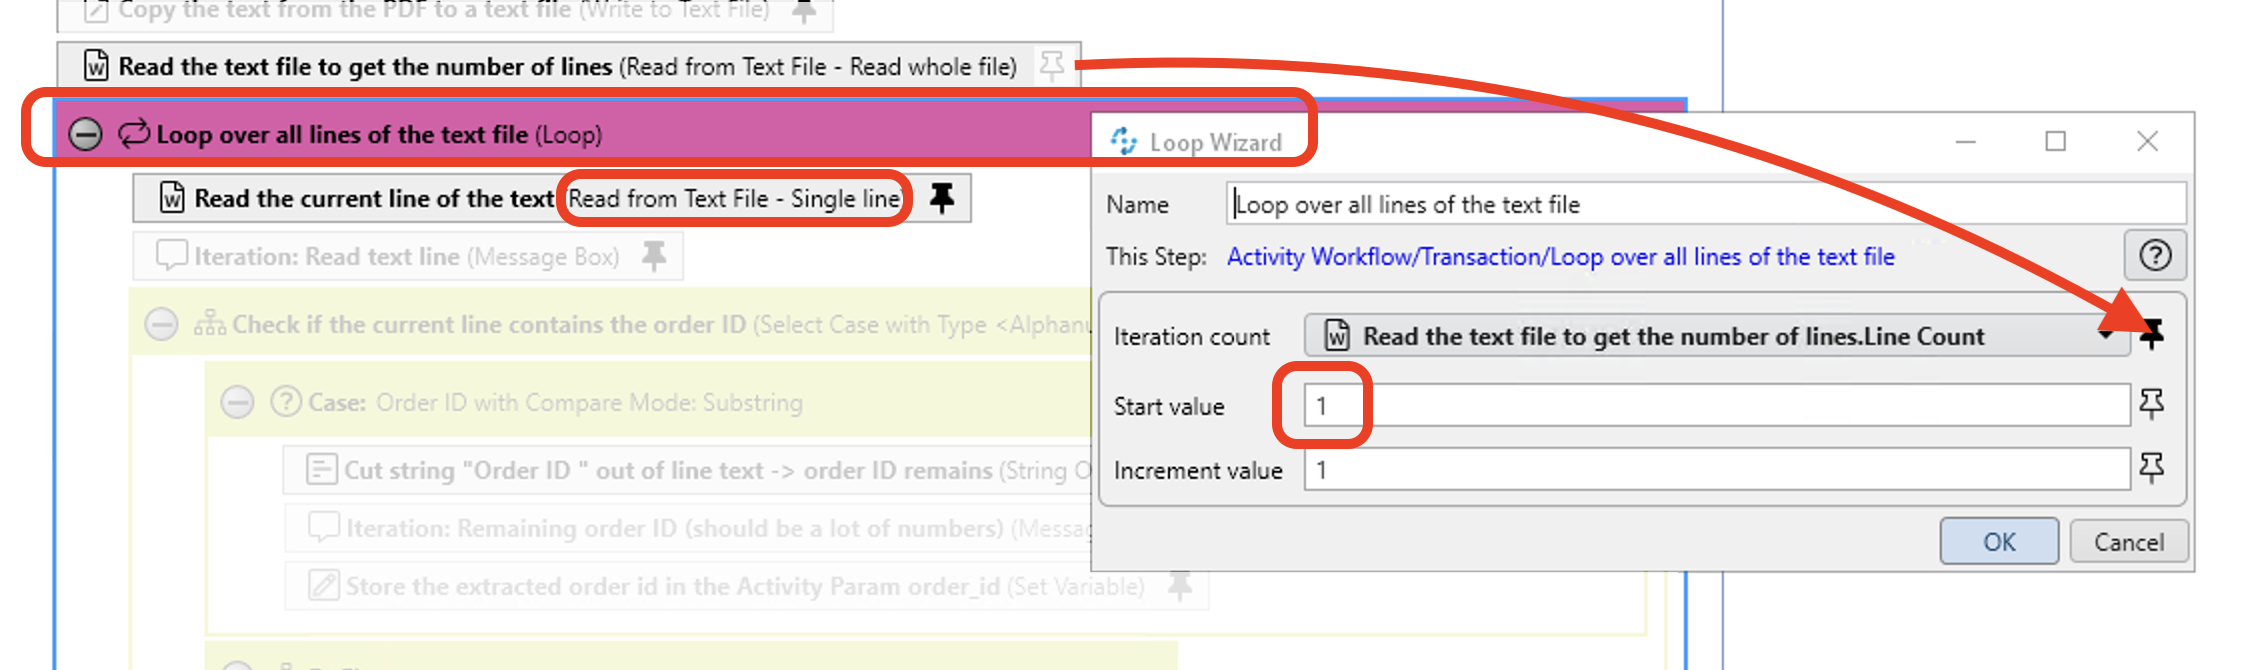 Copy the text from the PDF to a text file (Write to Text File)
Read the text file to get the number of lines (Read from Text File - Read whole file)
Loop over all lines of the text file (Loop)
Read the current line of the text (Read from Text File - Single line)
Iteration: Read text line (Message Box)
Check if the current line contains the order ID (Select Case with Type <Alphanu
Case: Order ID with Compare Mode: Substring
Cut string "Order ID " out of line text -> order ID remains (String O
Iteration: Remaining order ID (should be a lot of numbers) (Messag
Store the extracted order id in the Activity Param order_id (Set Variable)
Loop Wizard
Name Loop over all lines of the text file
This Step: Activity Workflow/Transaction/Loop over all lines of the text file
Iteration count Read the text file to get the number of lines.Line Count
Start value 1
Increment value 1
OK Cancel